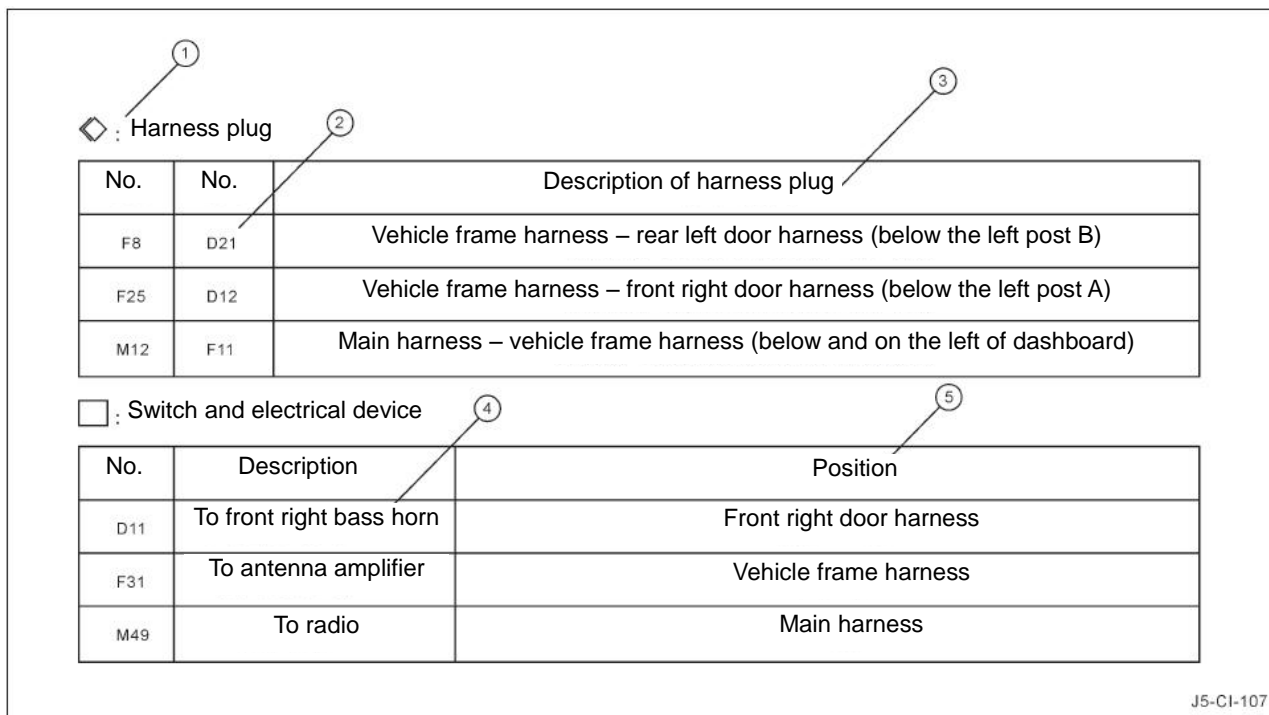 1
3
: Harness plug
2
No. No. Description of harness plug
F8 D21 Vehicle frame harness – rear left door harness (below the left post B)
F25 D12 Vehicle frame harness – front right door harness (below the left post A)
M12 F11 Main harness – vehicle frame harness (below and on the left of dashboard)
: Switch and electrical device
4
5
No. Description Position
D11 To front right bass horn Front right door harness
F31 To antenna amplifier Vehicle frame harness
M49 To radio Main harness
J5-CI-107